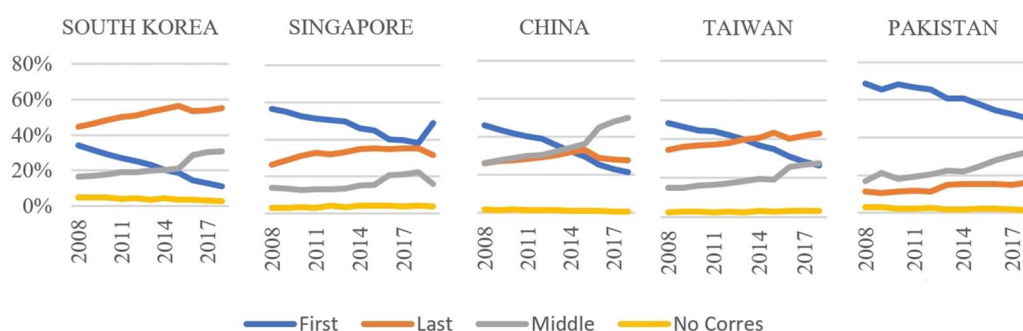 SOUTH KOREA SINGAPORE CHINA TAIWAN PAKISTAN
80%
60%
40%
20%
0%
2008 2011 2014 2017 2008 2011 2014 2017 2008 2011 2014 2017 2008 2011 2014 2017 2008 2011 2014 2017
First Last Middle No Corres